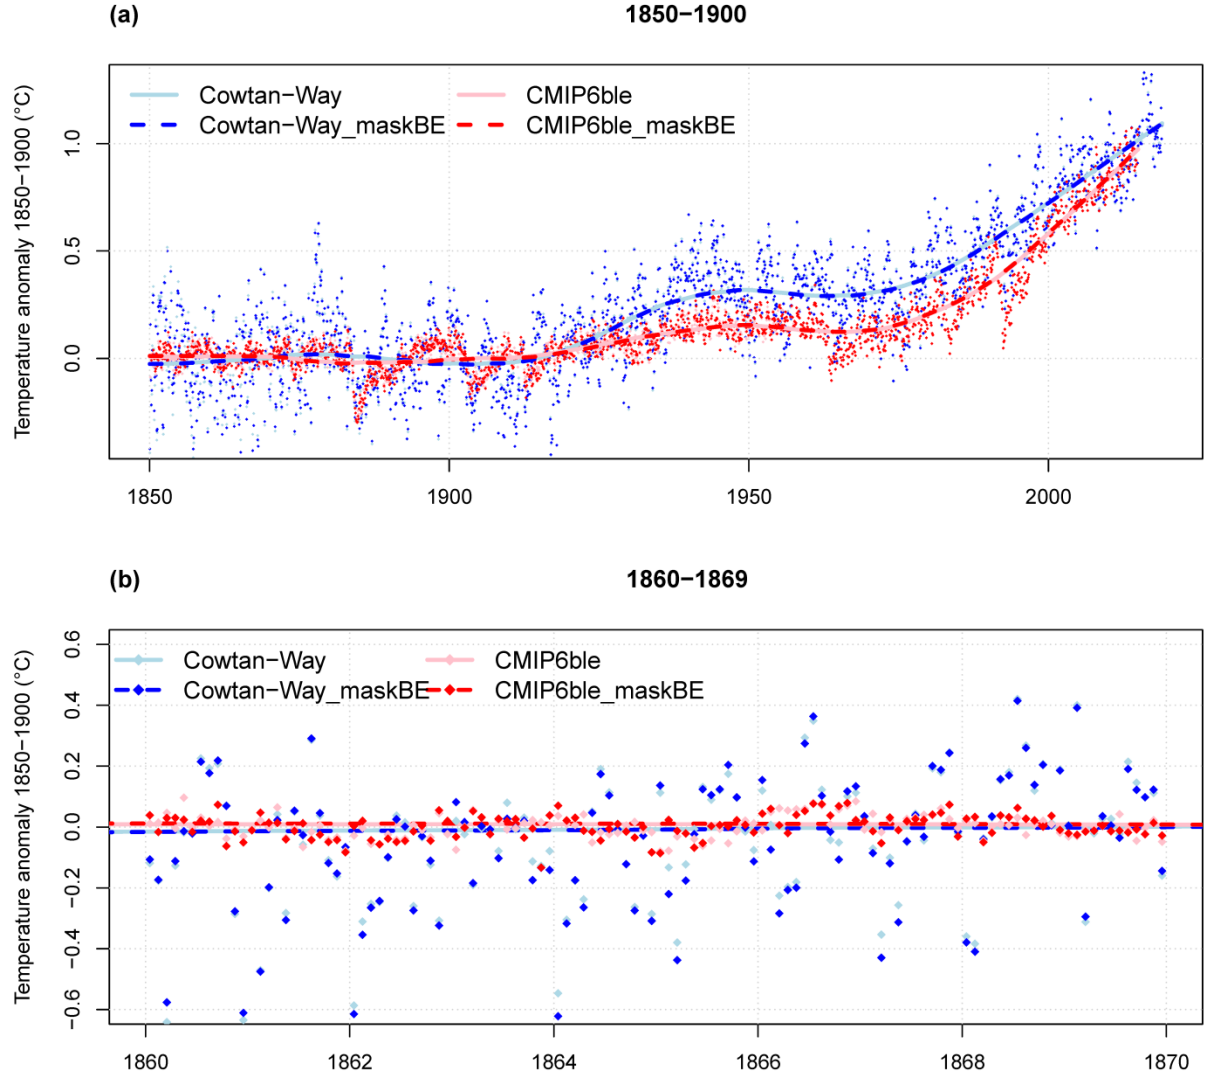 (a) 1850−1900
Temperature anomaly 1850−1900 (°C)
Cowtan−Way CMIP6ble
Cowtan−Way_maskBE CMIP6ble_maskBE
1.0
0.5
0.0
1850 1900 1950 2000
(b) 1860−1869
Temperature anomaly 1850−1900 (°C)
0.6
Cowtan−Way CMIP6ble
Cowtan−Way_maskBE CMIP6ble_maskBE
0.4
0.2
0.0
−0.2
−0.4
−0.6
1860 1862 1864 1866 1868 1870